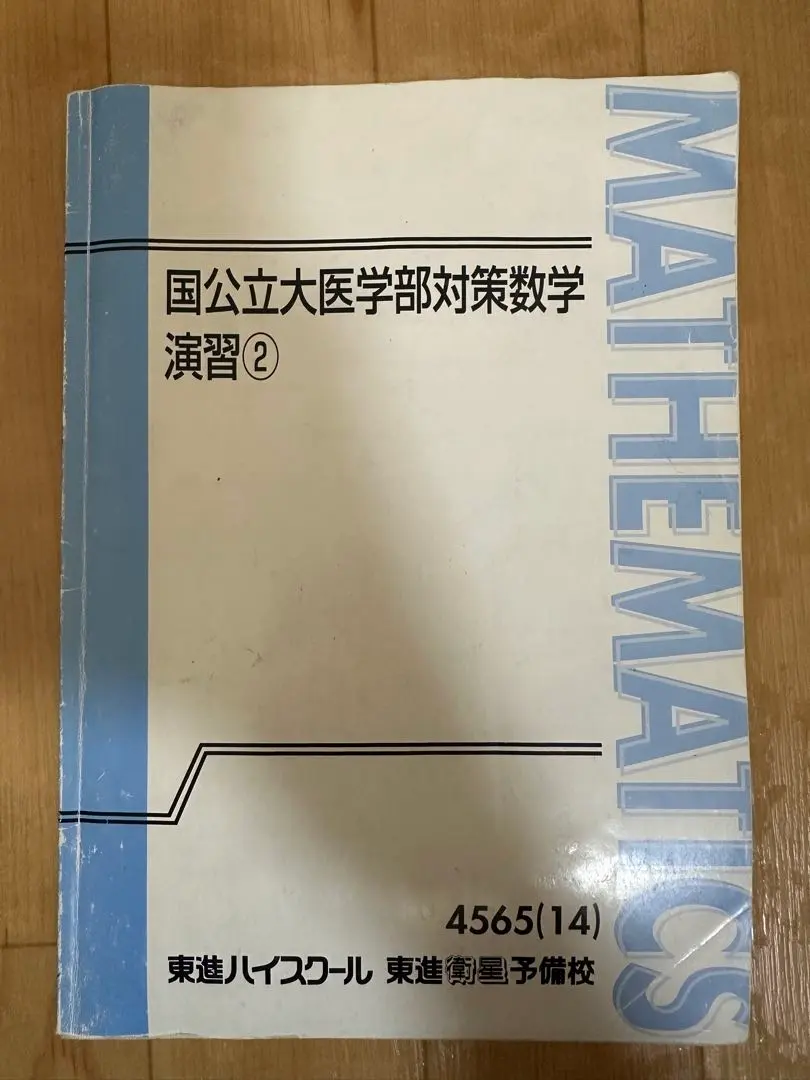 国公立大医学部対策数学
演習②
MATHEMATICS
4565(14)
東進ハイスクール 東進衛星予備校